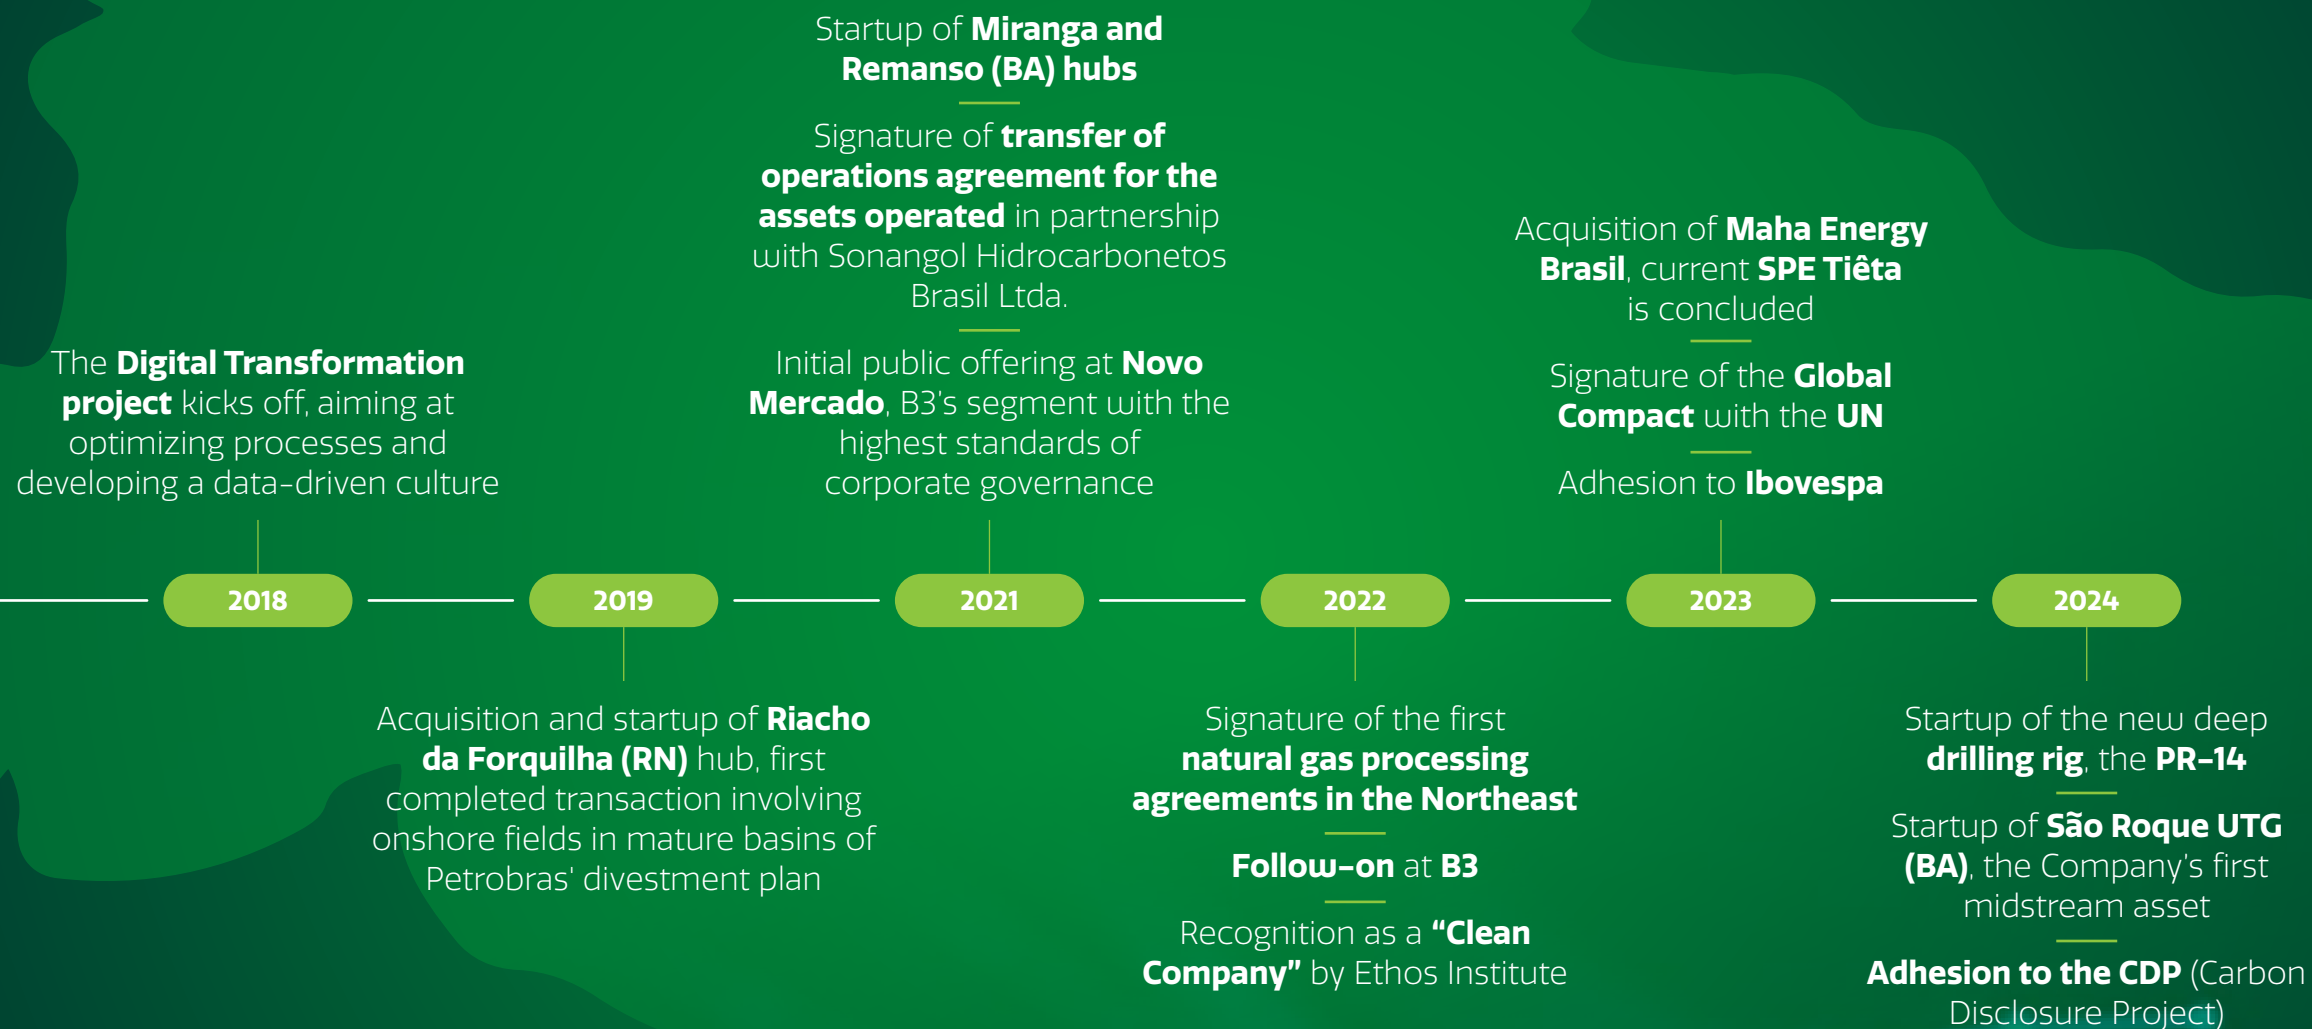 The Digital Transformation
project kicks off, aiming at
optimizing processes and
developing a data-driven culture
2018
Acquisition and startup of Riacho
da Forquilha (RN) hub, first
completed transaction involving
onshore fields in mature basins of
Petrobras' divestment plan
2019
Startup of Miranga and
Remanso (BA) hubs
Signature of transfer of
operations agreement for the
assets operated in partnership
with Sonangol Hidrocarbonetos
Brasil Ltda.
Initial public offering at Novo
Mercado, B3's segment with the
highest standards of
corporate governance
2021
2022
Signature of the first
natural gas processing
agreements in the Northeast
Follow-on at B3
Recognition as a “Clean
Company” by Ethos Institute
Acquisition of Maha Energy
Brasil, current SPE Tiêta
is concluded
Signature of the Global
Compact with the UN
Adhesion to Ibovespa
2023
2024
Startup of the new deep
drilling rig, the PR-14
Startup of São Roque UTG
(BA), the Company's first
midstream asset
Adhesion to the CDP (Carbon
Disclosure Project)